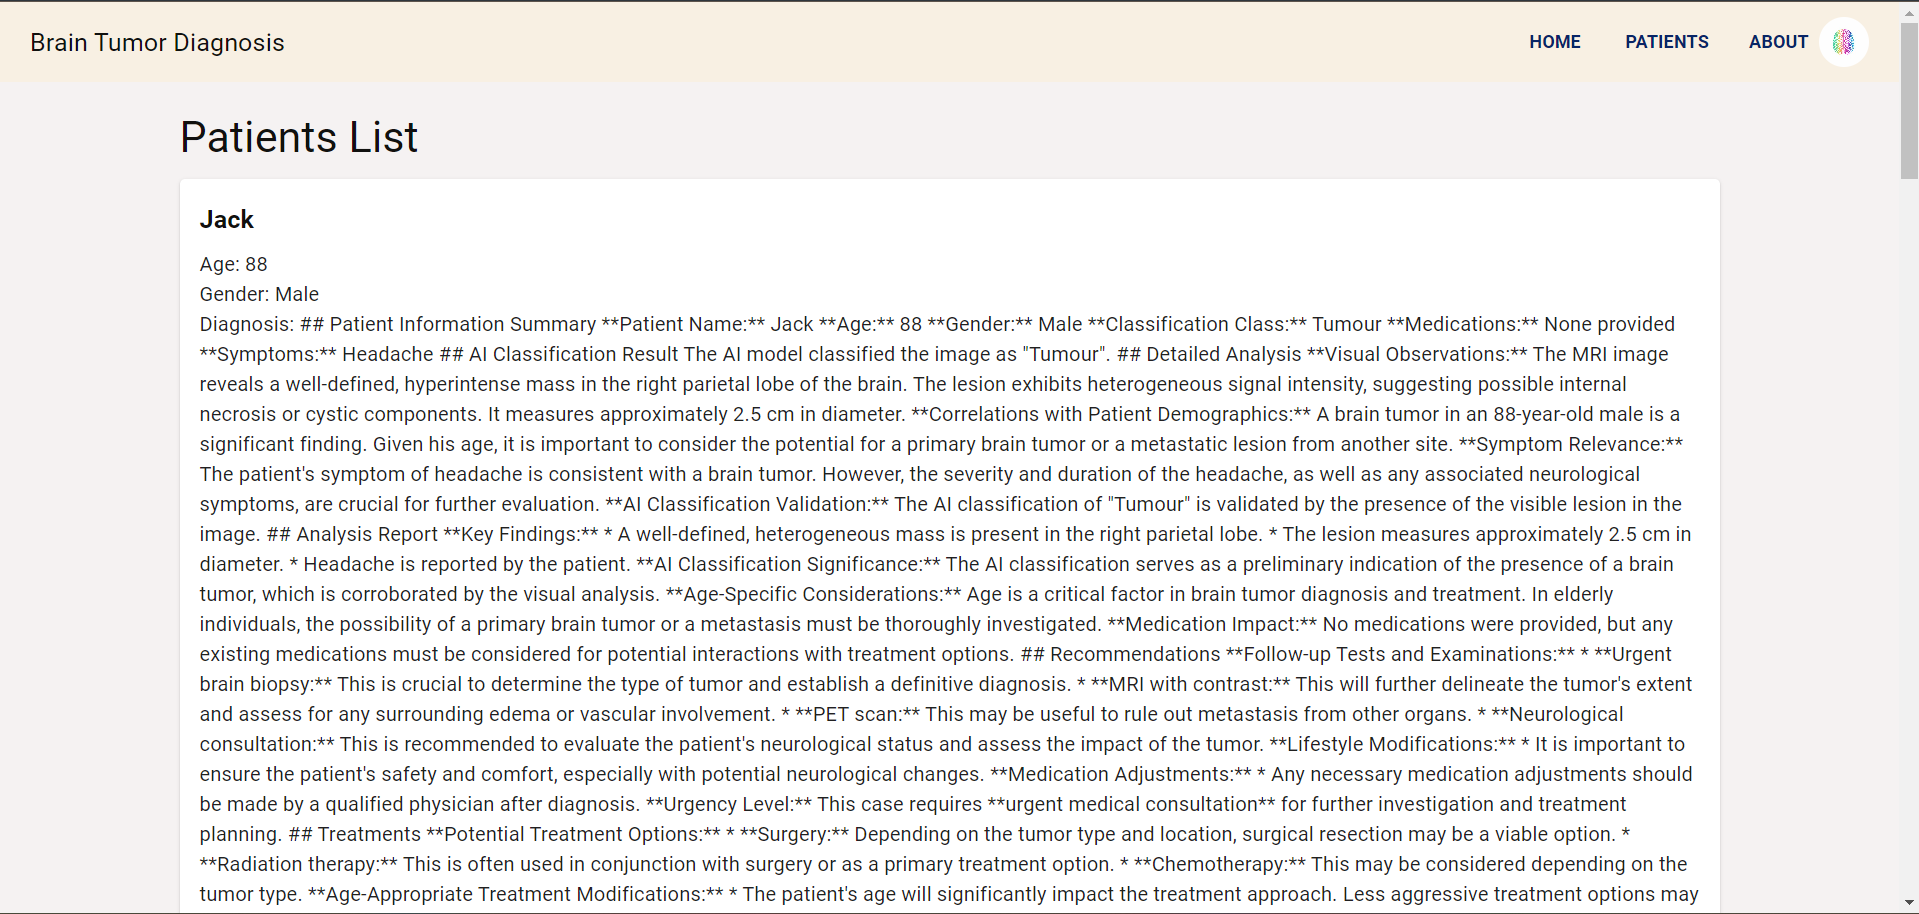 Brain Tumor Diagnosis
HOME PATIENTS ABOUT
Patients List
Jack
Age: 88
Gender: Male
Diagnosis: ## Patient Information Summary **Patient Name:** Jack **Age:** 88 **Gender:** Male **Classification Class:** Tumour **Medications:** None provided
**Symptoms:** Headache ## AI Classification Result The AI model classified the image as "Tumour". ## Detailed Analysis **Visual Observations:** The MRI image
reveals a well-defined, hyperintense mass in the right parietal lobe of the brain. The lesion exhibits heterogeneous signal intensity, suggesting possible internal
necrosis or cystic components. It measures approximately 2.5 cm in diameter. **Correlations with Patient Demographics:** A brain tumor in an 88-year-old male is a
significant finding. Given his age, it is important to consider the potential for a primary brain tumor or a metastatic lesion from another site. **Symptom Relevance:**
The patient's symptom of headache is consistent with a brain tumor. However, the severity and duration of the headache, as well as any associated neurological
symptoms, are crucial for further evaluation. **AI Classification Validation:** The AI classification of "Tumour" is validated by the presence of the visible lesion in the
image. ## Analysis Report **Key Findings:** * A well-defined, heterogeneous mass is present in the right parietal lobe. * The lesion measures approximately 2.5 cm in
diameter. * Headache is reported by the patient. **AI Classification Significance:** The AI classification serves as a preliminary indication of the presence of a brain
tumor, which is corroborated by the visual analysis. **Age-Specific Considerations:** Age is a critical factor in brain tumor diagnosis and treatment. In elderly
individuals, the possibility of a primary brain tumor or a metastasis must be thoroughly investigated. **Medication Impact:** No medications were provided, but any
existing medications must be considered for potential interactions with treatment options. ## Recommendations **Follow-up Tests and Examinations:** * **Urgent
brain biopsy:** This is crucial to determine the type of tumor and establish a definitive diagnosis. * **MRI with contrast:** This will further delineate the tumor's extent
and assess for any surrounding edema or vascular involvement. * **PET scan:** This may be useful to rule out metastasis from other organs. * **Neurological
consultation:** This is recommended to evaluate the patient's neurological status and assess the impact of the tumor. **Lifestyle Modifications:** * It is important to
ensure the patient's safety and comfort, especially with potential neurological changes. **Medication Adjustments:** * Any necessary medication adjustments should
be made by a qualified physician after diagnosis. **Urgency Level:** This case requires **urgent medical consultation** for further investigation and treatment
planning. ## Treatments **Potential Treatment Options:** * **Surgery:** Depending on the tumor type and location, surgical resection may be a viable option. *
**Radiation therapy:** This is often used in conjunction with surgery or as a primary treatment option. * **Chemotherapy:** This may be considered depending on the
tumor type. **Age-Appropriate Treatment Modifications:** * The patient's age will significantly impact the treatment approach. Less aggressive treatment options may